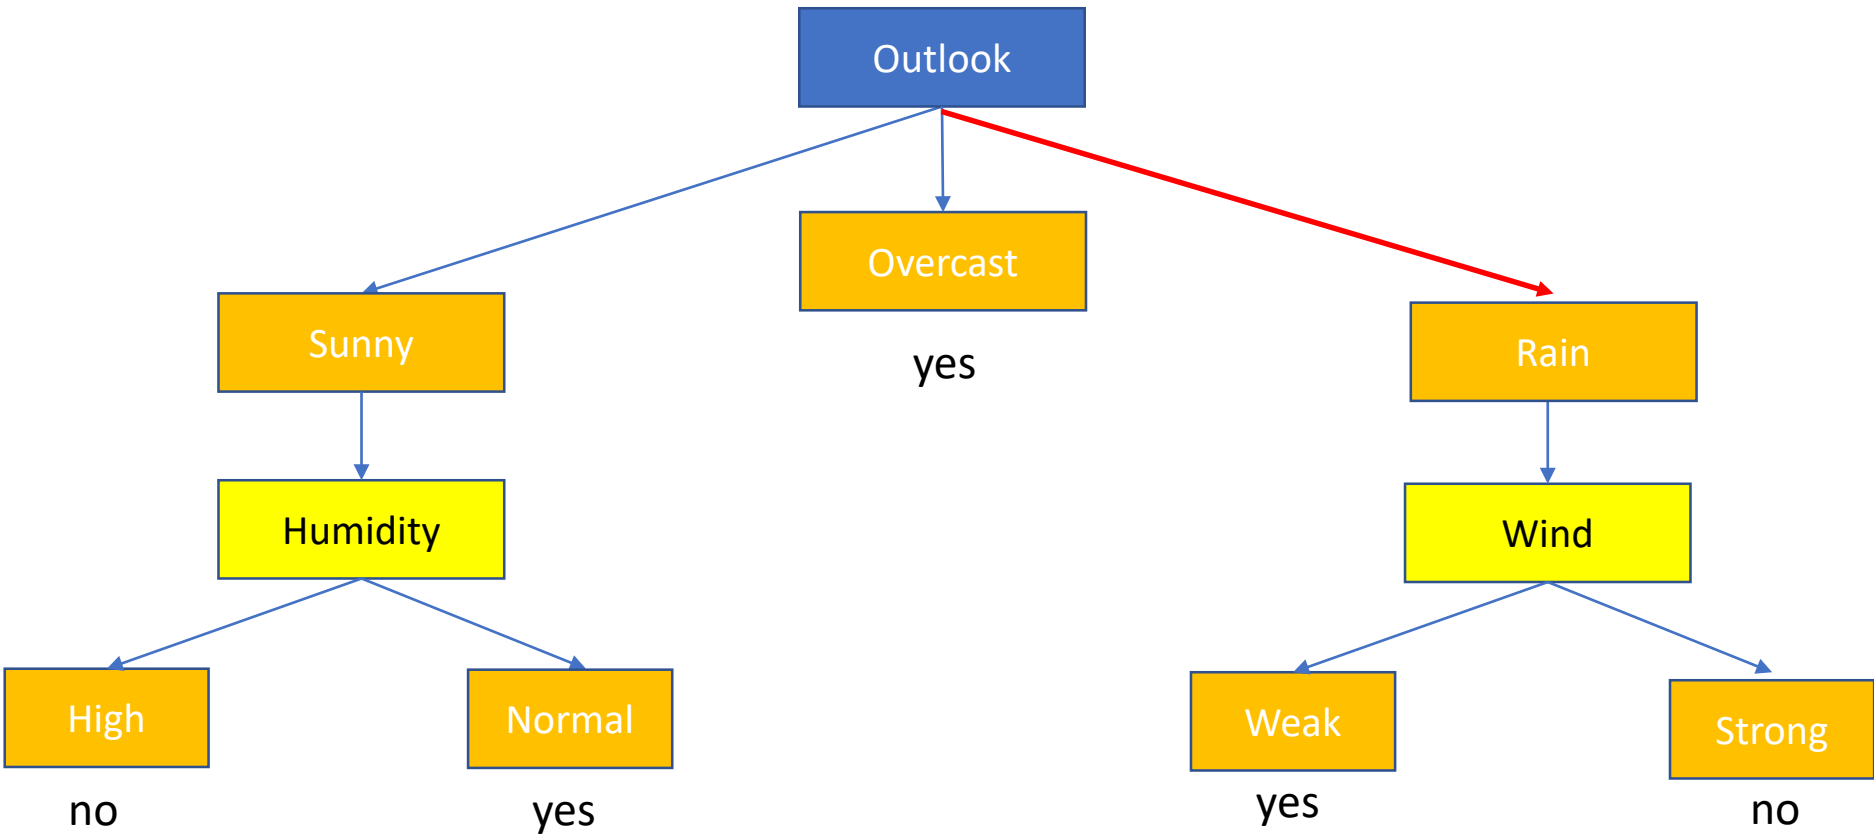 Outlook
Overcast
Sunny
Rain
yes
Humidity
Wind
High
Normal
Weak
Strong
no
yes
yes
no